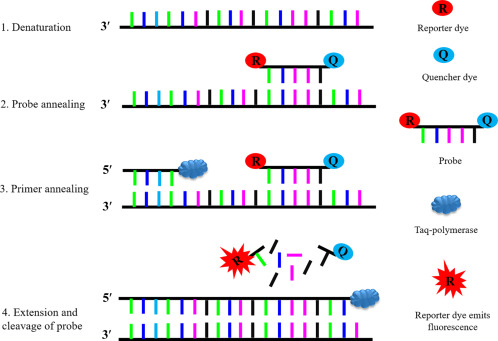 1. Denaturation
3′
R
Reporter dye
Q
Quencher dye
R
Q
2. Probe annealing
3′
R
Q
Probe
5′
R
Q
3. Primer annealing
3′
Taq-polymerase
R
Q
R
5′
4. Extension and
cleavage of probe
3′
Reporter dye emits
fluorescence